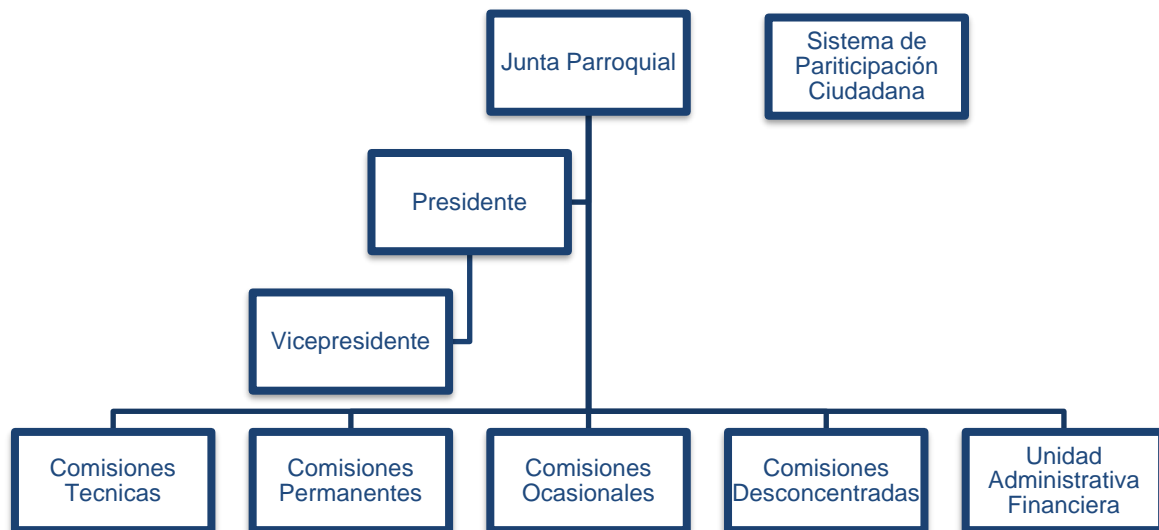 Junta Parroquial
Sistema de
Pariticipación
Ciudadana
Presidente
Vicepresidente
Comisiones
Tecnicas
Comisiones
Permanentes
Comisiones
Ocasionales
Comisiones
Desconcentradas
Unidad
Administrativa
Financiera